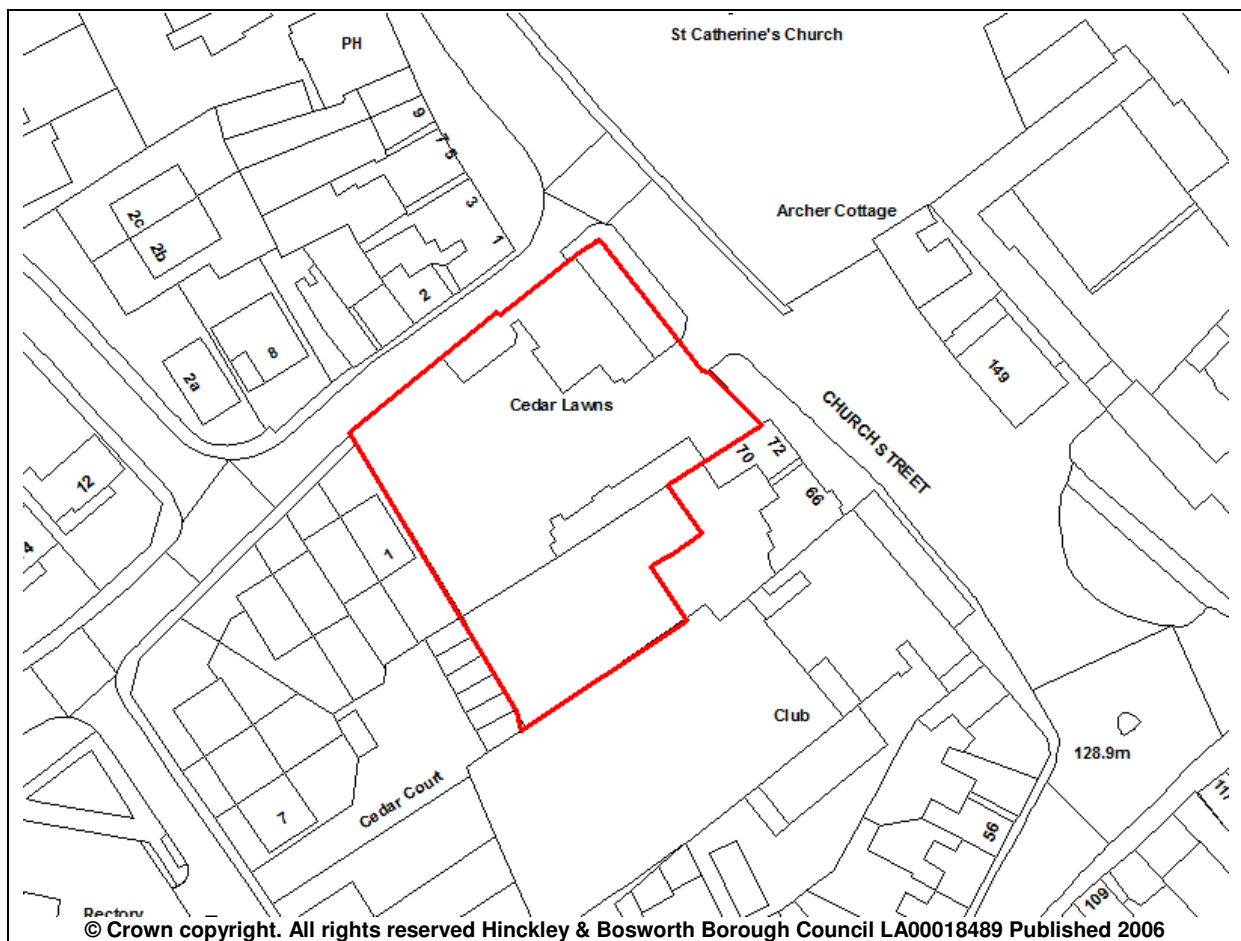 St Catherine's Church
PH
9
7
5
3
1
2
2c
2b
8
2a
Archer Cottage
149
Cedar Lawns
CHURCH STREET
72
70
66
12
1
Club
128.9m
Cedar Court
7
56
109
Rectory
© Crown copyright. All rights reserved Hinckley & Bosworth Borough Council LA00018489 Published 2006